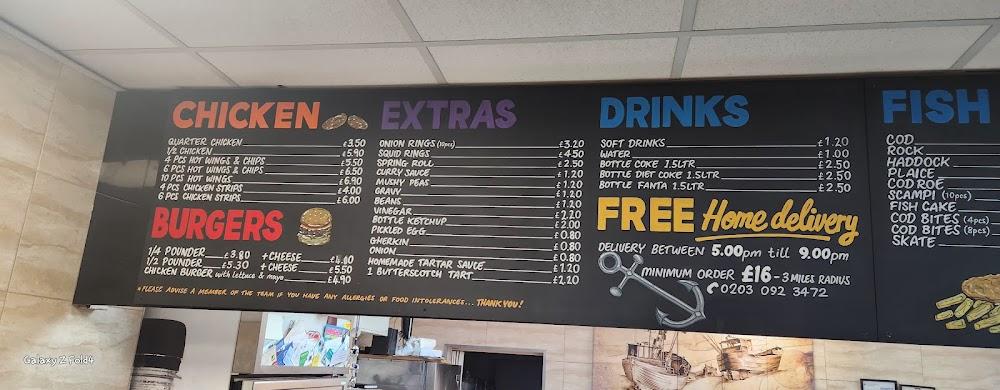 CHICKEN
QUARTER CHICKEN £3.50
1/2 CHICKEN £5.90
4 PCS HOT WINGS & CHIPS £5.50
6 PCS HOT WINGS & CHIPS £6.50
10 PCS HOT WINGS £6.90
4 PCS CHICKEN STRIPS £4.00
6 PCS CHICKEN STRIPS £6.00
BURGERS
1/4 POUNDER £3.80 + CHEESE £4.00
1/2 POUNDER £5.30 + CHEESE £5.50
CHICKEN BURGER with lettuce & mayo £4.90
* PLEASE ADVISE A MEMBER OF THE TEAM IF YOU HAVE ANY ALLERGIES OR FOOD INTOLERANCES... THANK YOU!
EXTRAS
ONION RINGS (10pcs) £3.20
SQUID RINGS £4.50
SPRING ROLL £2.50
CURRY SAUCE £1.20
MUSHY PEAS £1.20
GRAVY £1.20
BEANS £1.20
VINEGAR £2.20
BOTTLE KETCHUP £2.00
PICKLED EGG £0.80
GHERKIN £0.80
ONION £0.80
HOMEMADE TARTAR SAUCE £1.20
1 BUTTERSCOTCH TART £2.20
DRINKS
SOFT DRINKS £1.20
WATER £1.00
BOTTLE COKE 1.5LTR £2.50
BOTTLE DIET COKE 1.5LTR £2.50
BOTTLE FANTA 1.5LTR £2.50
FREE Home delivery
DELIVERY BETWEEN 5.00pm till 9.00pm
MINIMUM ORDER £16 - 3 MILES RADIUS
0203 092 3472
FISH
COD
ROCK
HADDOCK
PLAICE
COD ROE
SCAMPI (10pcs)
FISH CAKE
COD BITES (4pcs)
COD BITES (8pcs)
SKATE
Galaxy Z Fold4